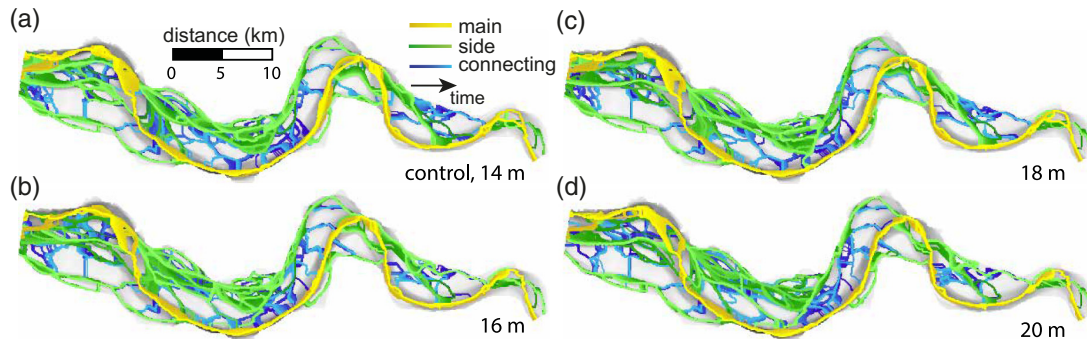 (a)
distance (km)
0 5 10
main
side
connecting
time
control, 14 m
(c)
18 m
(b)
16 m
(d)
20 m